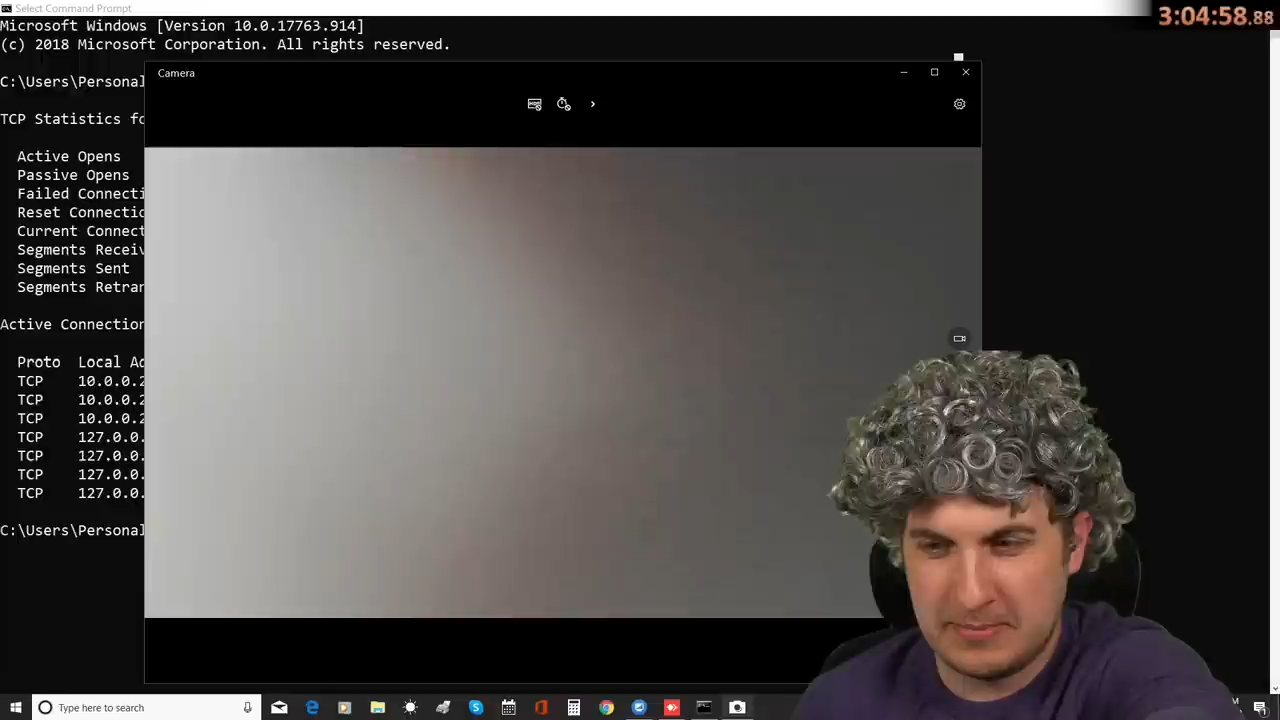 Select Command Prompt
3:04:58.88
Microsoft Windows [Version 10.0.17763.914]
(c) 2018 Microsoft Corporation. All rights reserved.
Camera
C:\Users\Personal
TCP Statistics fo
Active Opens
Passive Opens
Failed Connecti
Reset Connectio
Current Connect
Segments Receiv
Segments Sent
Segments Retran
Active Connection
Proto Local Ad
TCP 10.0.0.2
TCP 10.0.0.2
TCP 10.0.0.2
TCP 127.0.0.
TCP 127.0.0.
TCP 127.0.0.
TCP 127.0.0.
C:\Users\Personal
Type here to search